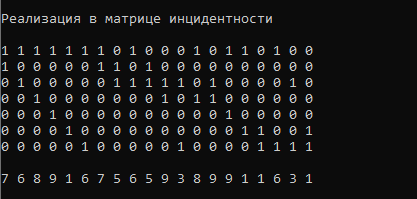 Реализация в матрице инцидентности
1 1 1 1 1 1 1 0 1 0 0 0 1 0 1 1 0 1 0 0
1 0 0 0 0 0 1 1 0 1 0 0 0 0 0 0 0 0 0 0
0 1 0 0 0 0 0 1 1 1 1 1 0 1 0 0 0 0 1 0
0 0 1 0 0 0 0 0 0 0 1 0 1 1 0 0 0 0 0 0
0 0 0 1 0 0 0 0 0 0 0 0 0 0 1 0 0 0 0 0
0 0 0 0 1 0 0 0 0 0 0 0 0 0 0 1 1 0 0 1
0 0 0 0 0 1 0 0 0 0 0 1 0 0 0 0 1 1 1 1
7 6 8 9 1 6 7 5 6 5 9 3 8 9 9 1 1 6 3 1